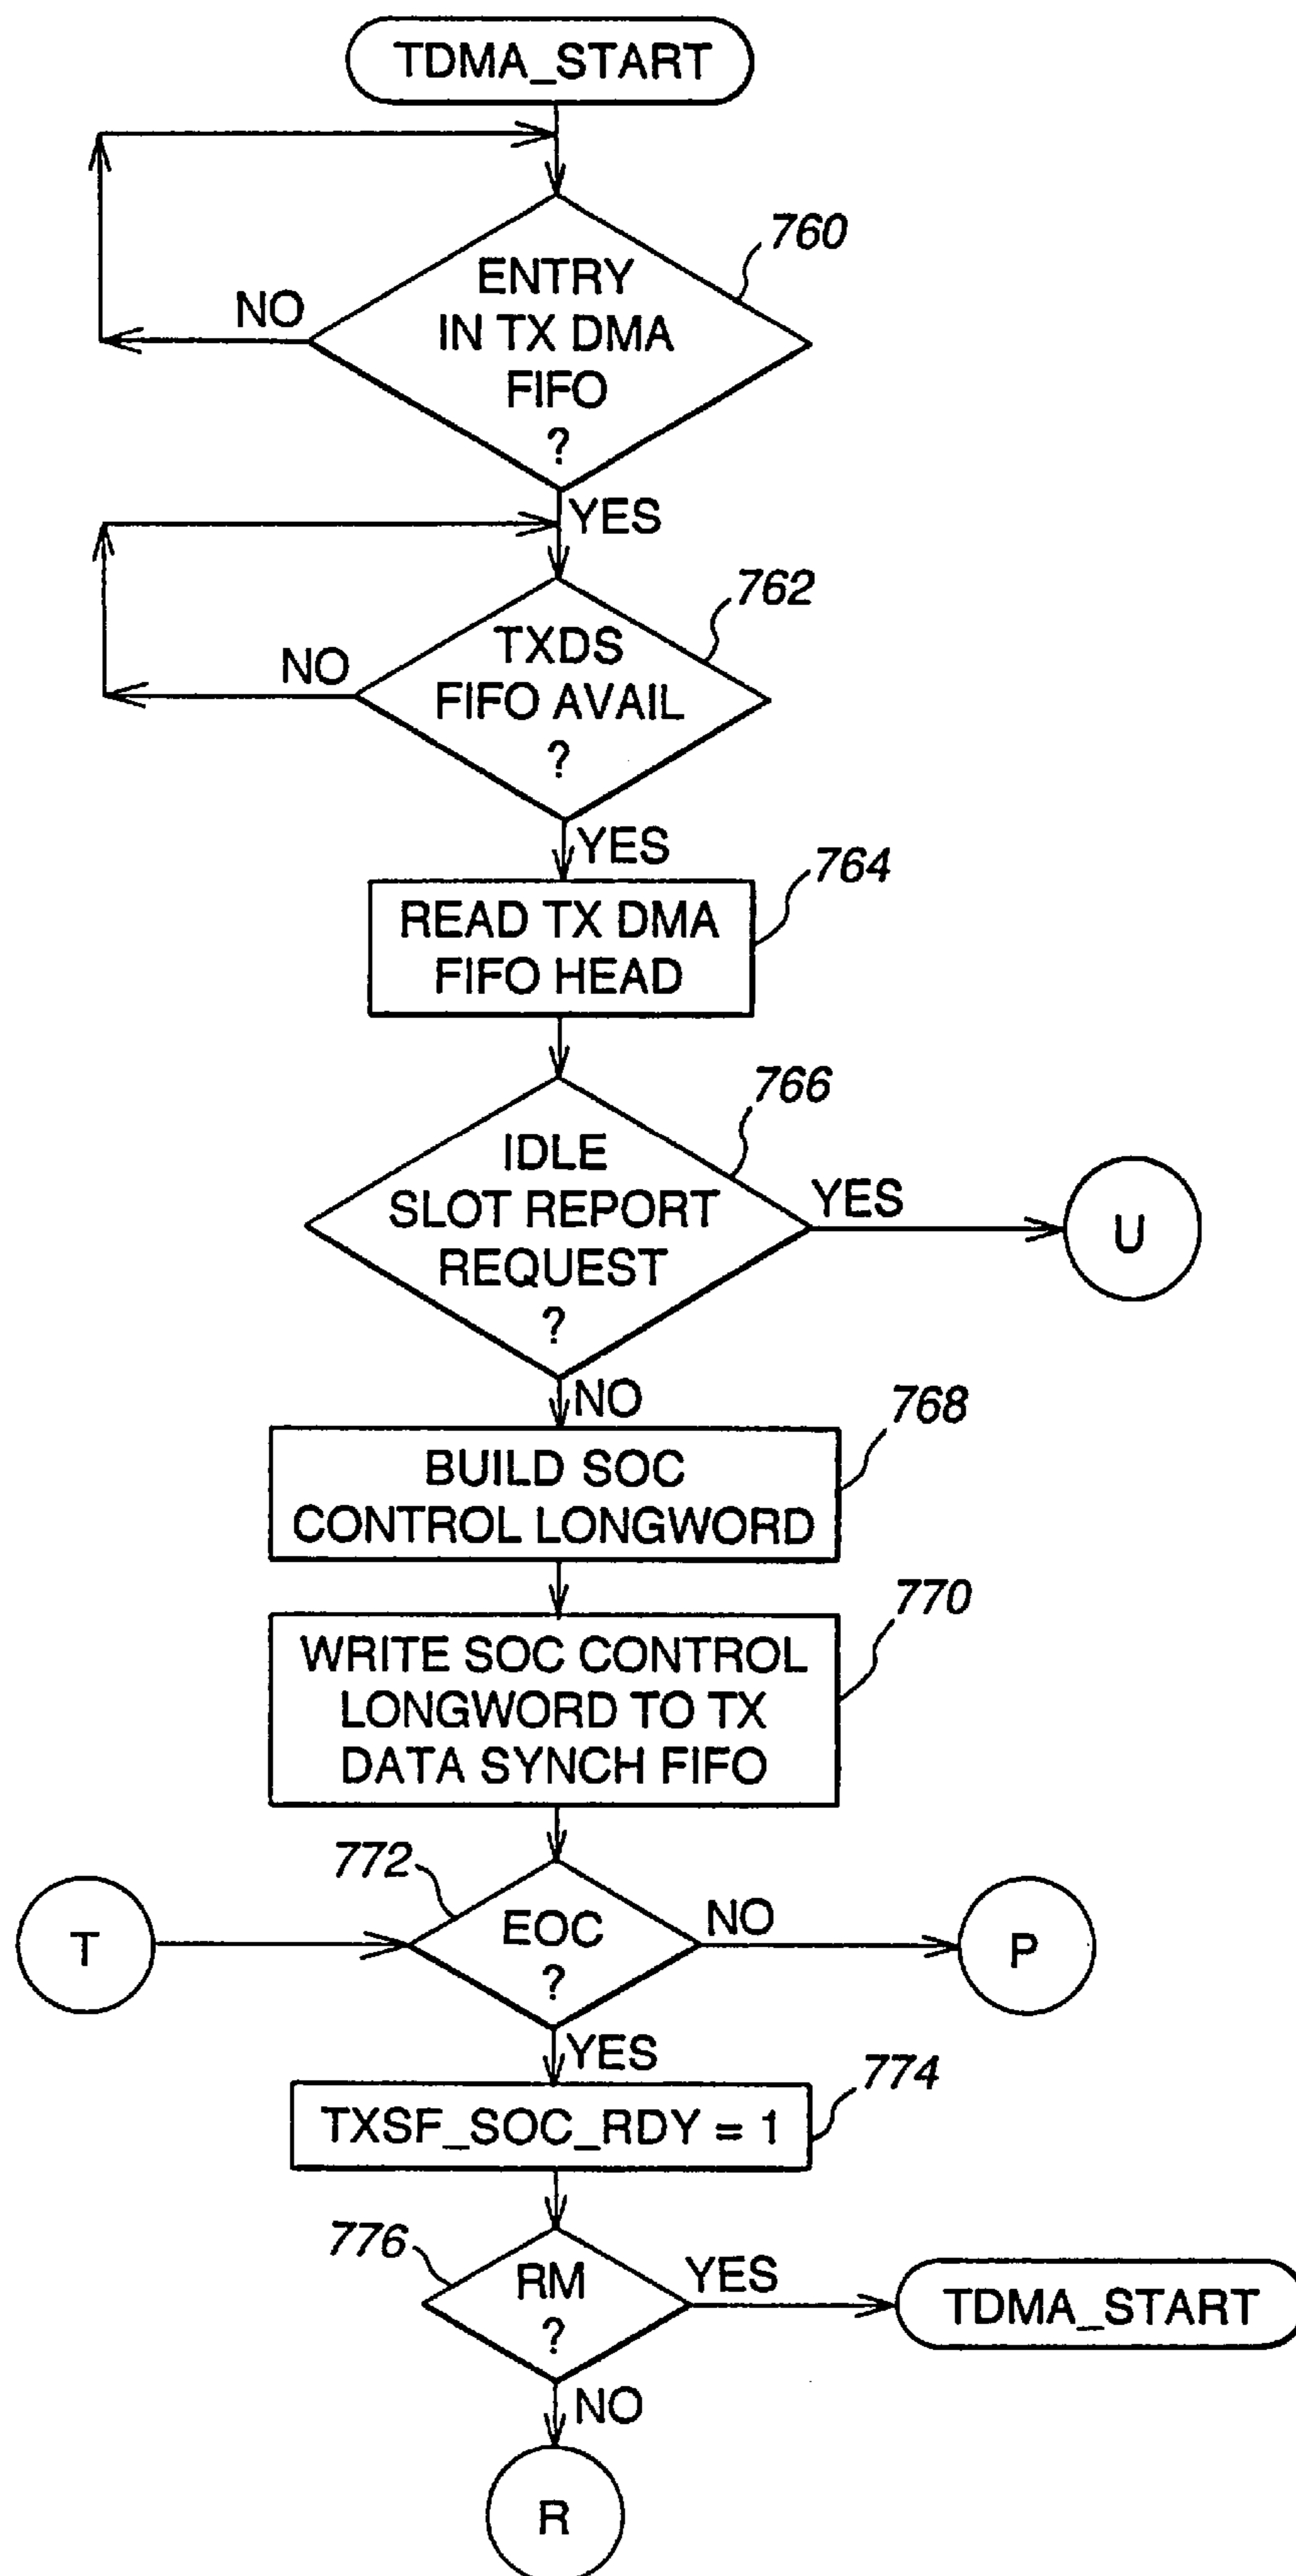 TDMA_START
760
ENTRY
IN TX DMA
FIFO
?
NO
YES
762
TXDS
FIFO AVAIL
?
NO
YES
764
READ TX DMA
FIFO HEAD
766
IDLE
SLOT REPORT
REQUEST
?
YES
U
NO
768
BUILD SOC
CONTROL LONGWORD
770
WRITE SOC CONTROL
LONGWORD TO TX
DATA SYNCH FIFO
772
T
EOC
?
NO
P
YES
774
TXSF_SOC_RDY = 1
776
RM
?
YES
TDMA_START
NO
R